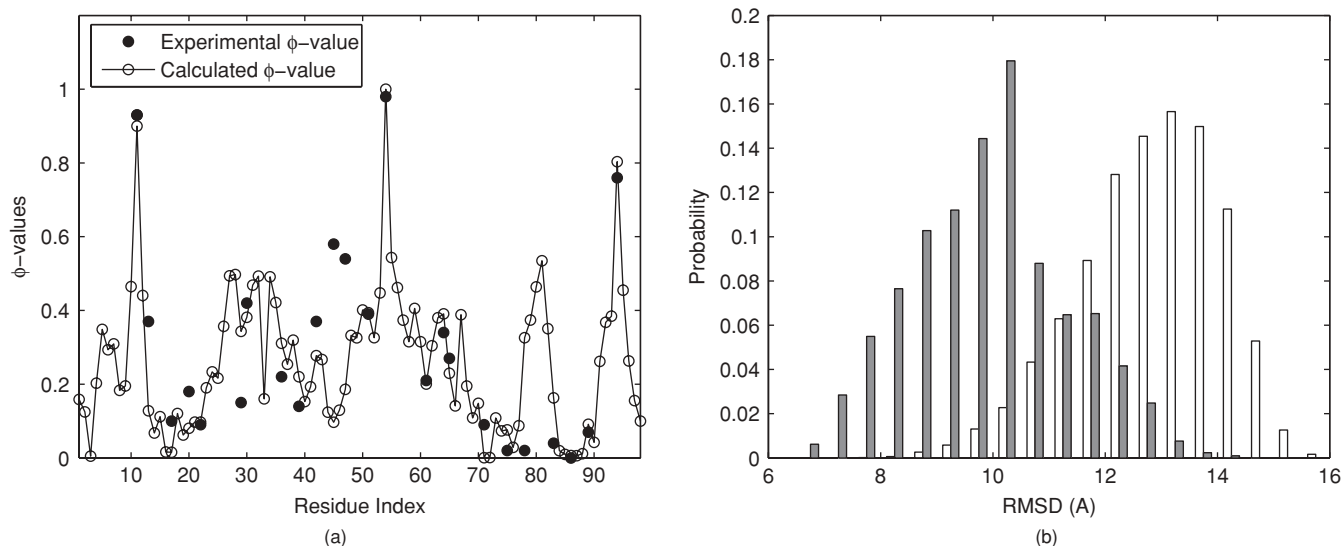 Experimental ϕ−value
Calculated ϕ−value
1
0.8
0.6
0.4
0.2
0
ϕ−values
10 20 30 40 50 60 70 80 90
Residue Index
(a)
0.2
0.18
0.16
0.14
0.12
0.1
0.08
0.06
0.04
0.02
0
Probability
6 8 10 12 14 16
RMSD (A)
(b)